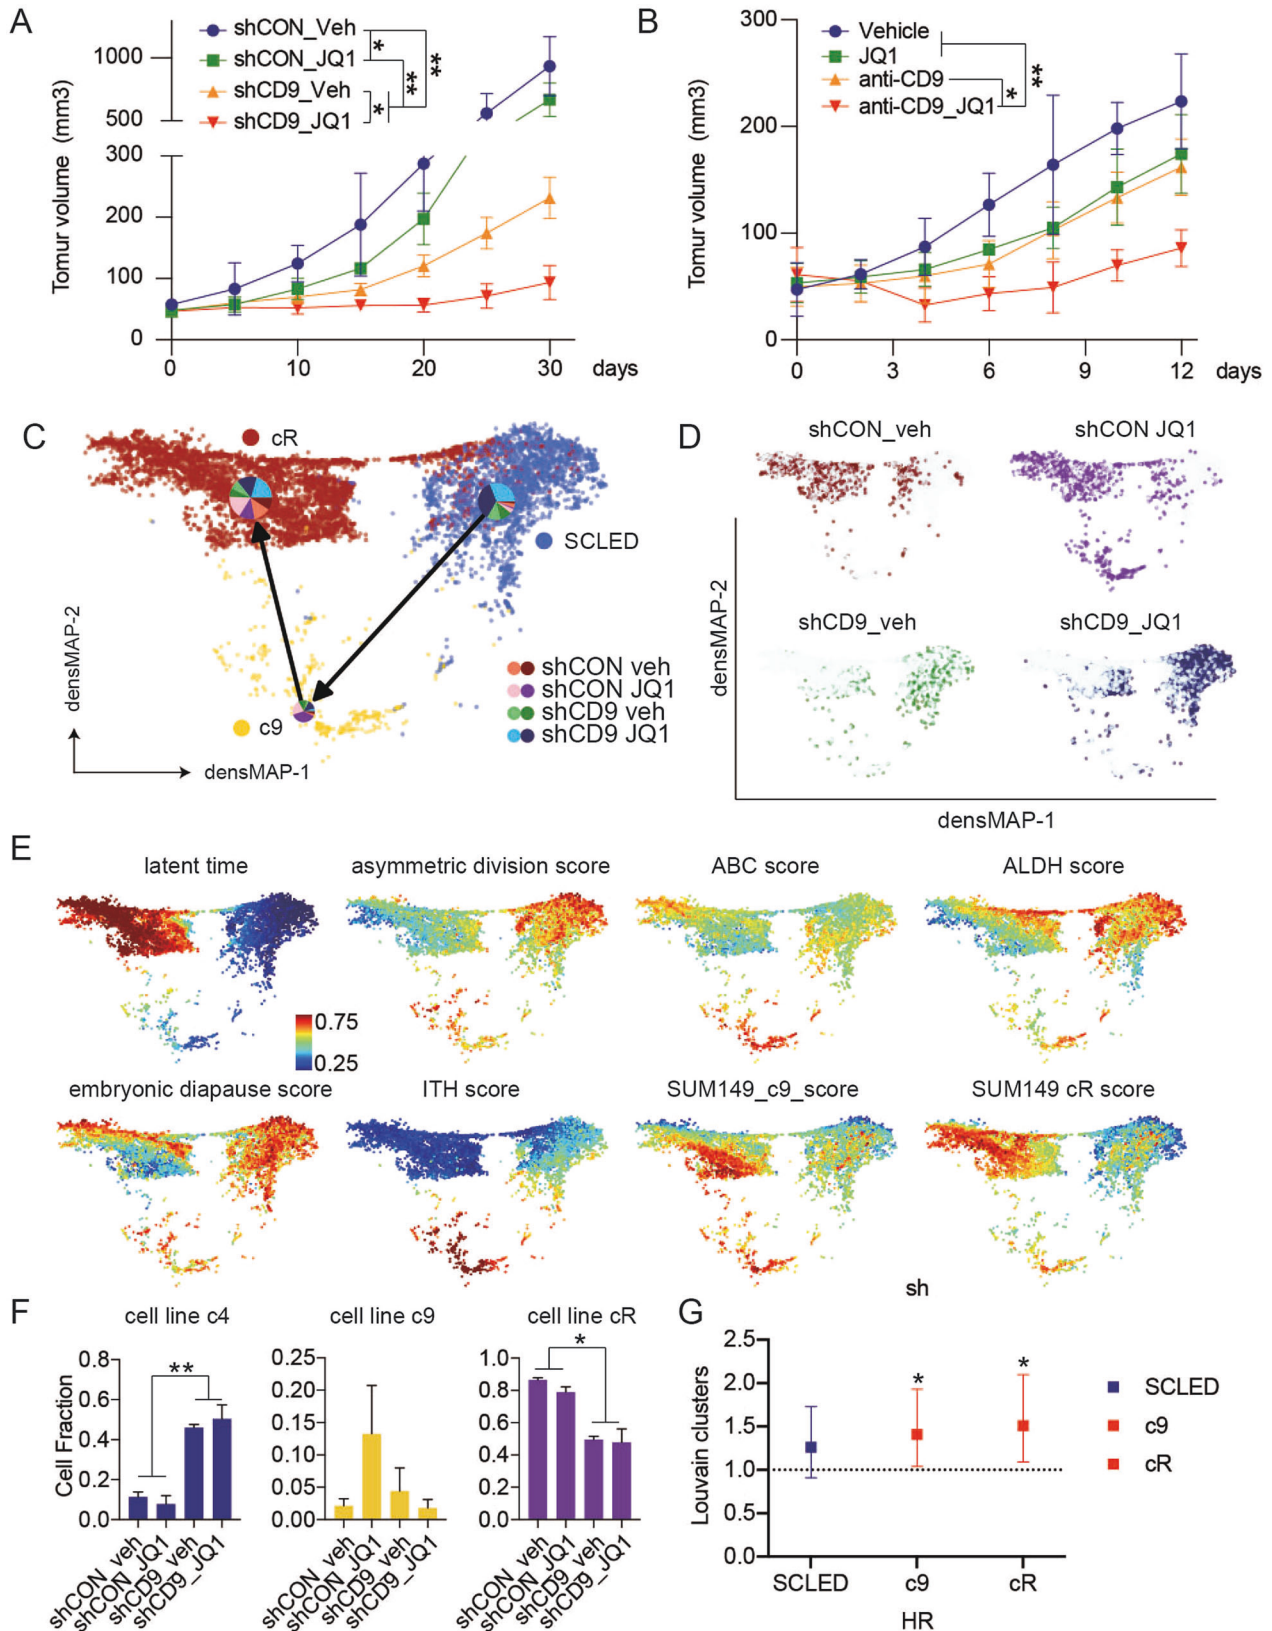 A
shCON_Veh
shCON_JQ1
shCD9_Veh
shCD9_JQ1
*
**
**
*
Tomur volume (mm3)
1000
500
300
200
100
0
0 10 20 30 days
B
Vehicle
JQ1
anti-CD9
anti-CD9_JQ1
*
**
Tomur volume (mm3)
300
200
100
0
0 3 6 9 12 days
C
cR
SCLED
c9
shCON veh
shCON JQ1
shCD9 veh
shCD9 JQ1
densMAP-2
densMAP-1
D
shCON_veh
shCON JQ1
shCD9_veh
shCD9_JQ1
densMAP-2
densMAP-1
E
latent time
asymmetric division score
ABC score
ALDH score
0.75
0.25
embryonic diapause score
ITH score
SUM149_c9_score
SUM149 cR score
sh
F
cell line c4
cell line c9
cell line cR
Cell Fraction
0.8
0.6
0.4
0.2
0.0
**
shCON_veh
shCON_JQ1
shCD9_veh
shCD9_JQ1
0.25
0.20
0.15
0.10
0.05
0.00
shCON_veh
shCON_JQ1
shCD9_veh
shCD9_JQ1
1.0
0.8
0.6
0.4
0.2
0.0
*
shCON_veh
shCON_JQ1
shCD9_veh
shCD9_JQ1
G
Louvain clusters
2.5
2.0
1.5
1.0
0.5
0.0
*
*
SCLED
c9
cR
SCLED c9 cR
HR